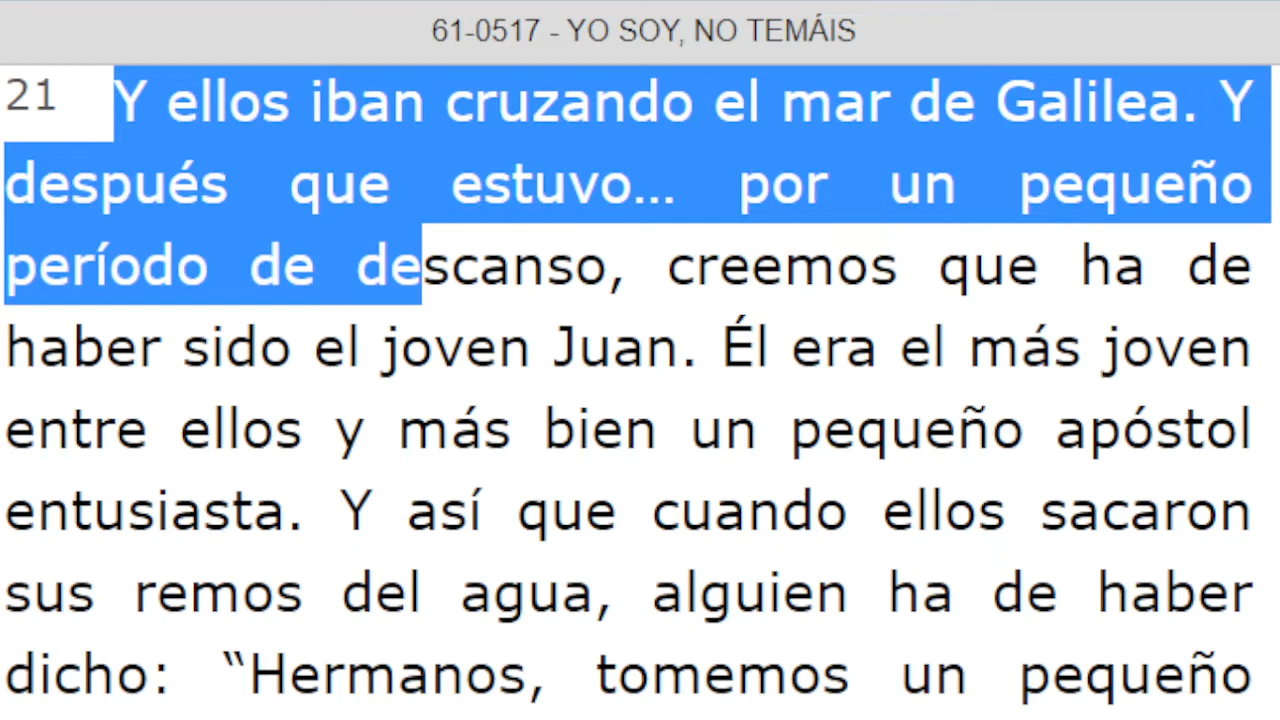 61-0517 - YO SOY, NO TEMÁIS
21 Y ellos iban cruzando el mar de Galilea. Y
después que estuvo... por un pequeño
período de descanso, creemos que ha de
haber sido el joven Juan. Él era el más joven
entre ellos y más bien un pequeño apóstol
entusiasta. Y así que cuando ellos sacaron
sus remos del agua, alguien ha de haber
dicho: “Hermanos, tomemos un pequeño